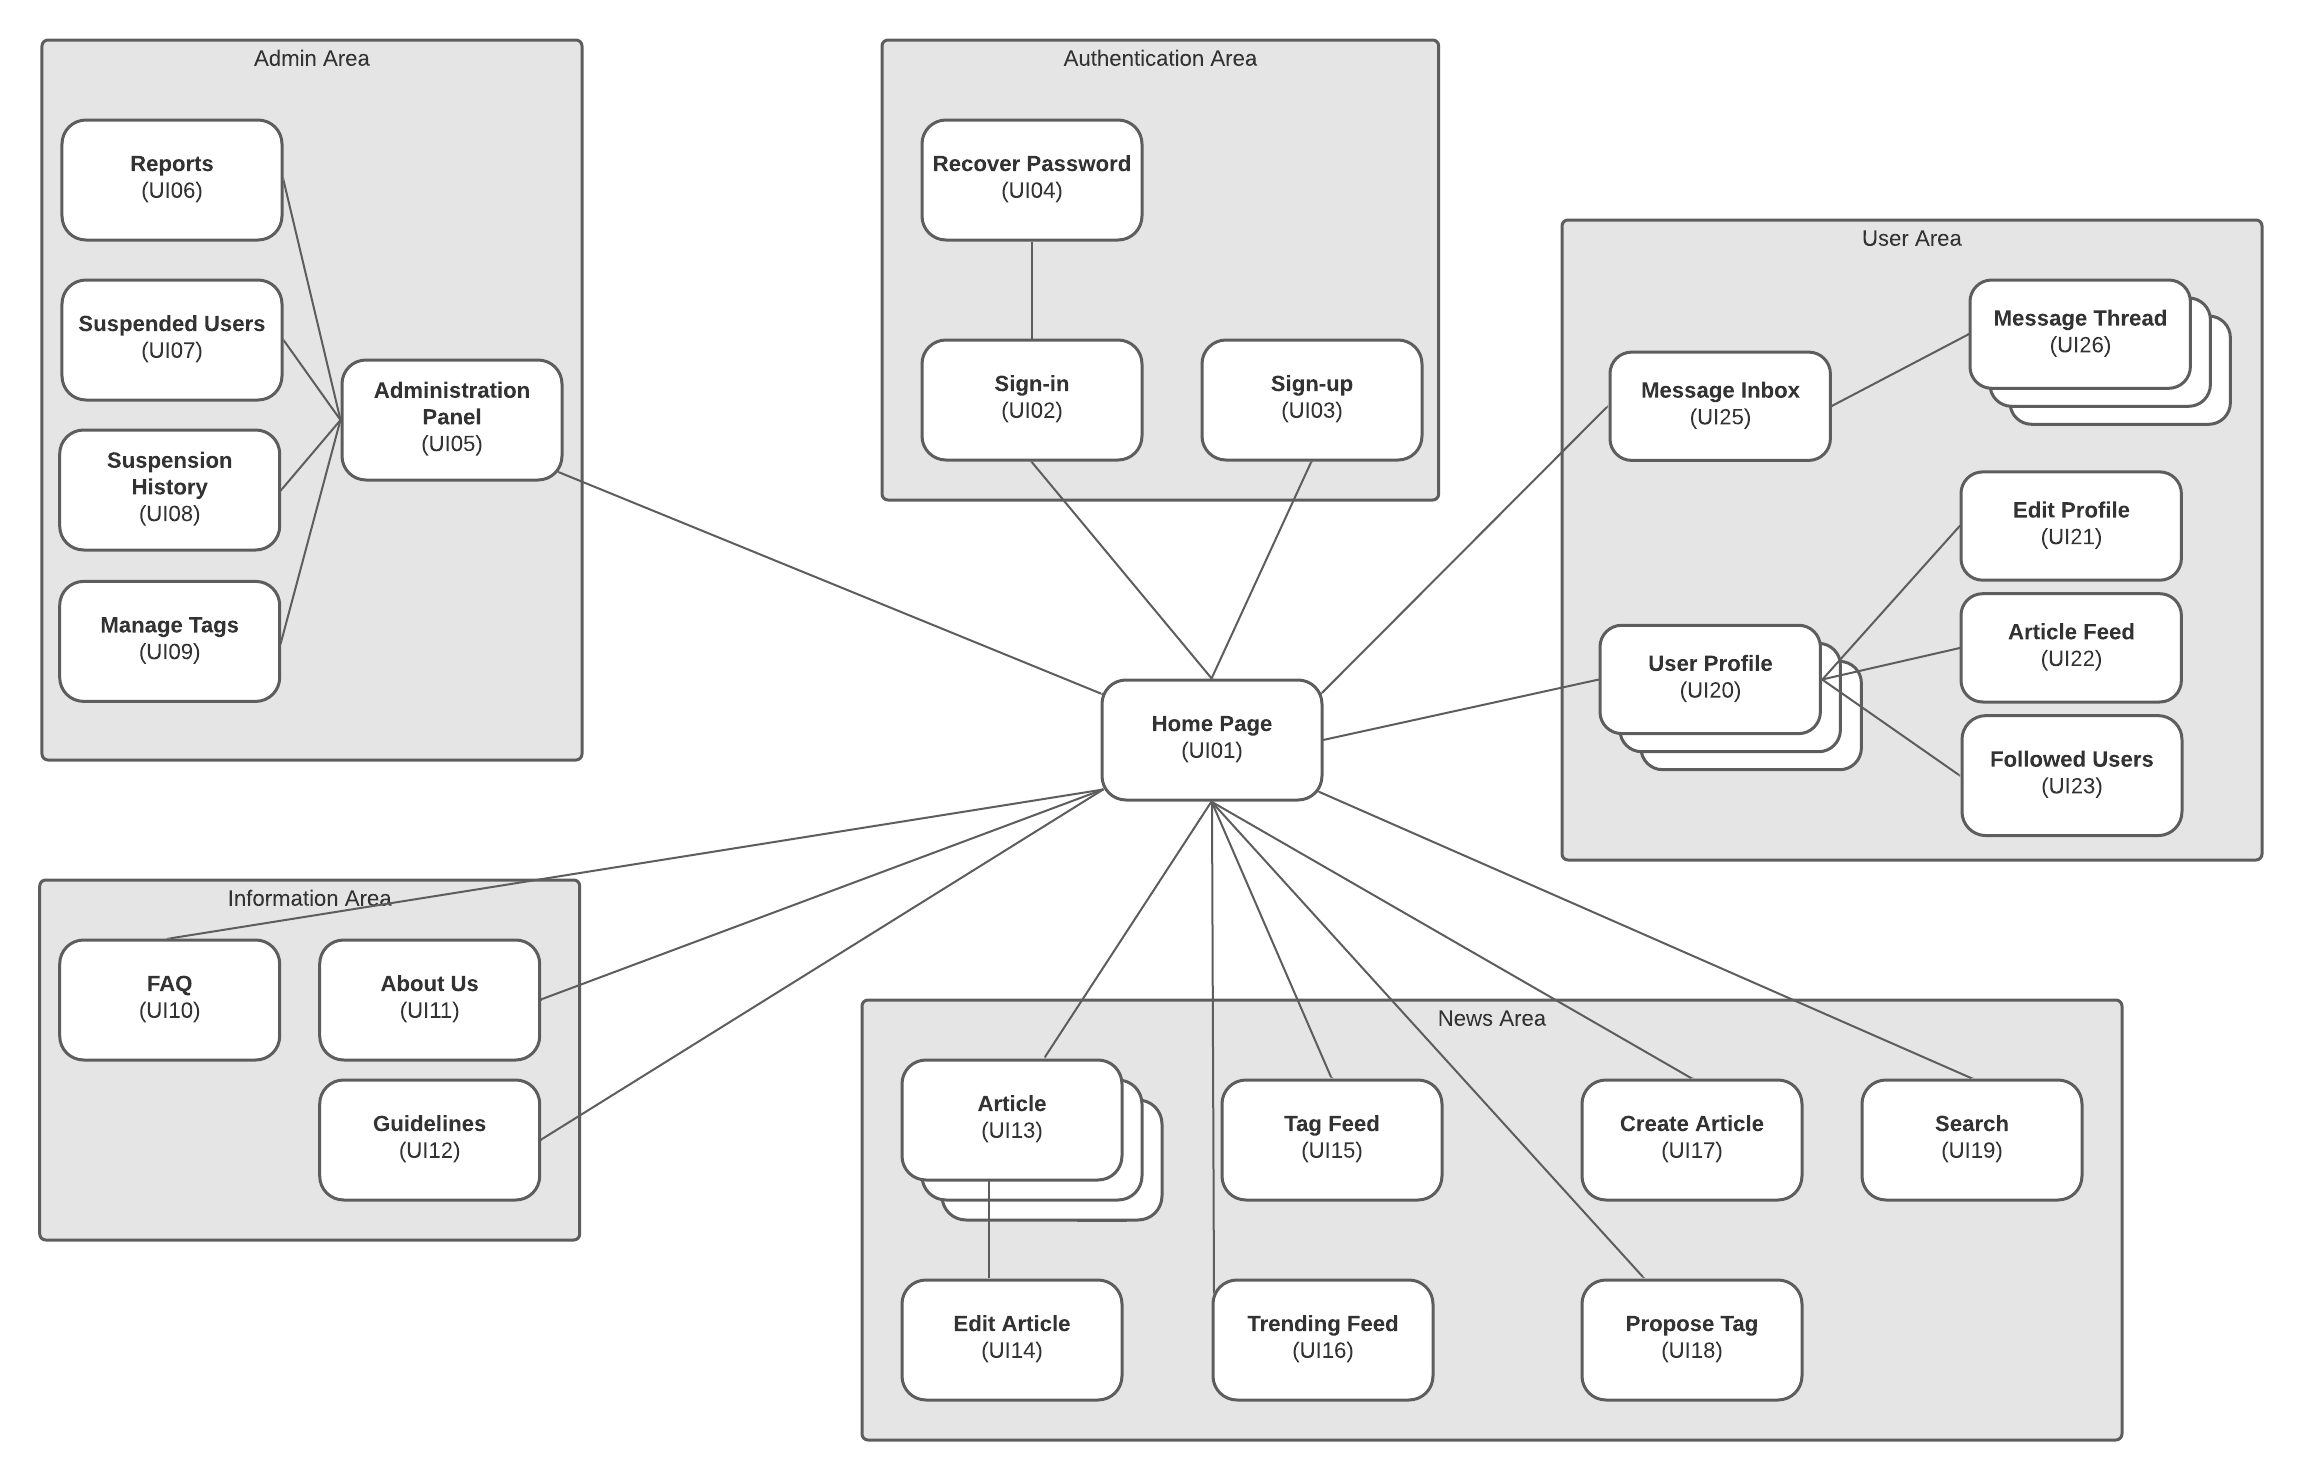 Admin Area
Reports
(UI06)
Suspended Users
(UI07)
Suspension
History
(UI08)
Manage Tags
(UI09)
Administration
Panel
(UI05)
Authentication Area
Recover Password
(UI04)
Sign-in
(UI02)
Sign-up
(UI03)
User Area
Message Inbox
(UI25)
Message Thread
(UI26)
User Profile
(UI20)
Edit Profile
(UI21)
Article Feed
(UI22)
Followed Users
(UI23)
Home Page
(UI01)
Information Area
FAQ
(UI10)
About Us
(UI11)
Guidelines
(UI12)
News Area
Article
(UI13)
Tag Feed
(UI15)
Create Article
(UI17)
Search
(UI19)
Edit Article
(UI14)
Trending Feed
(UI16)
Propose Tag
(UI18)